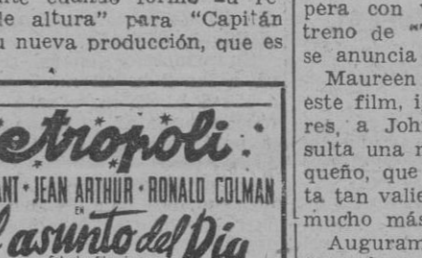 de altura” para “Capitán
nueva producción, que es
etropoli.
ANT · JEAN ARTHUR · RONALD COLMAN
EN
l asunto del Día
pera con
treno de “
se anuncia
Maureen
este film, i
res, a Joh
sulta una
queño, que
ta tan valie
mucho más
Auguram